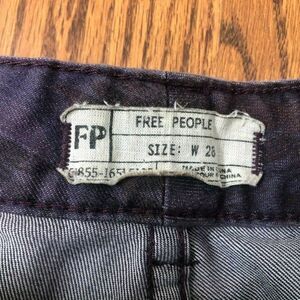 FP
FREE PEOPLE
SIZE: W 28
MADE IN
CHINA